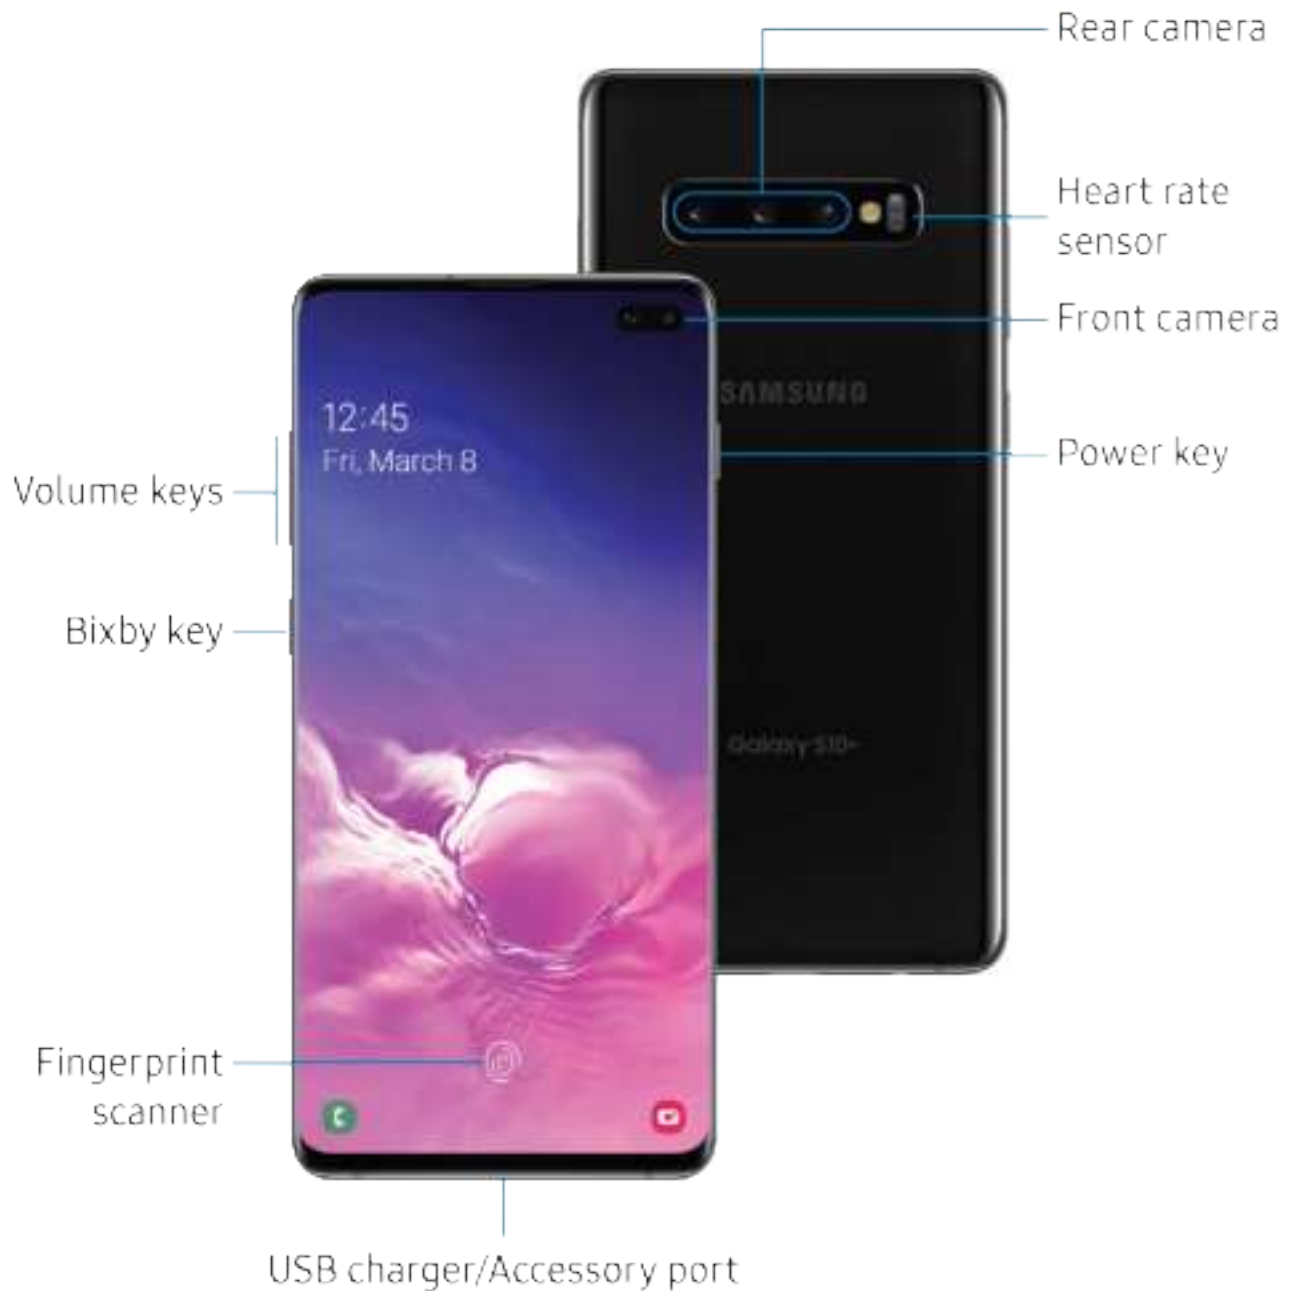 Rear camera
Heart rate
sensor
Front camera
SAMSUNG
12:45
Fri, March 8
Power key
Volume keys
Bixby key
Galaxy S10+
Fingerprint
scanner
USB charger/Accessory port